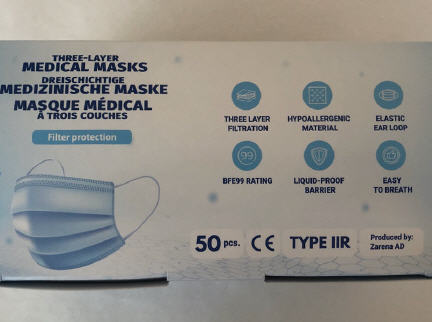 THREE-LAYER
MEDICAL MASKS
DREISCHICHTIGE
MEDIZINISCHE MASKE
MASQUE MÉDICAL
À TROIS COUCHES
Filter protection
THREE LAYER
FILTRATION
HYPOALLERGENIC
MATERIAL
ELASTIC
EAR LOOP
99
BFE99 RATING
LIQUID-PROOF
BARRIER
EASY
TO BREATH
50 pcs.
CE
TYPE IIR
Produced by:
Zarena AD